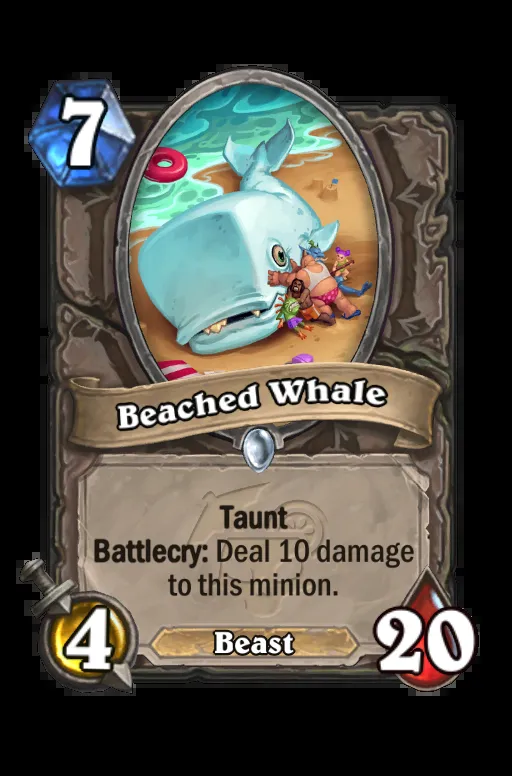 7
Beached Whale
Taunt
Battlecry: Deal 10 damage
to this minion.
4
Beast
20